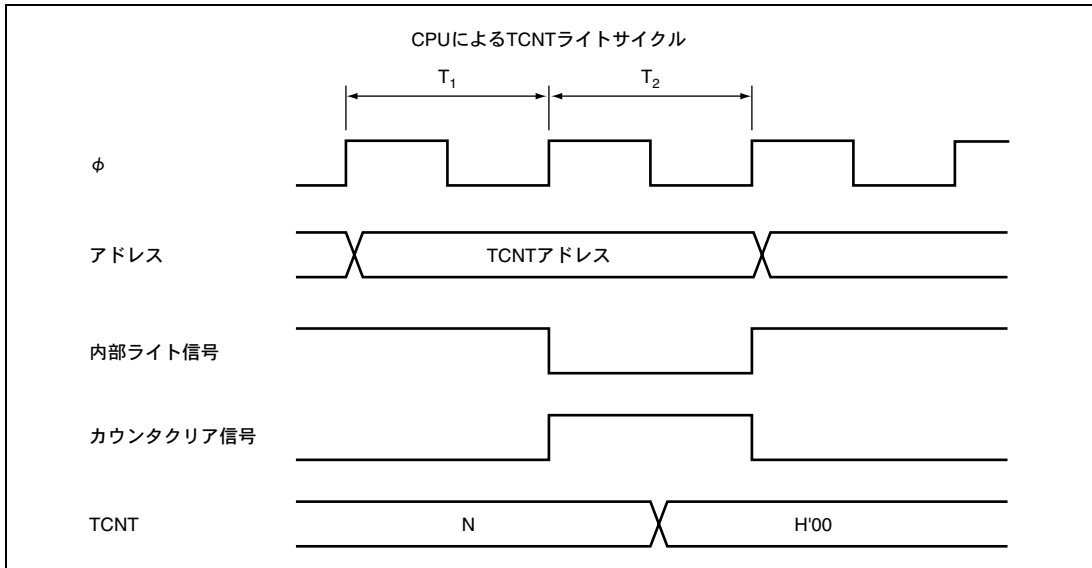 CPUによるTCNTライトサイクル
T1 T2
φ
アドレス TCNTアドレス
内部ライト信号
カウンタクリア信号
TCNT N H'00